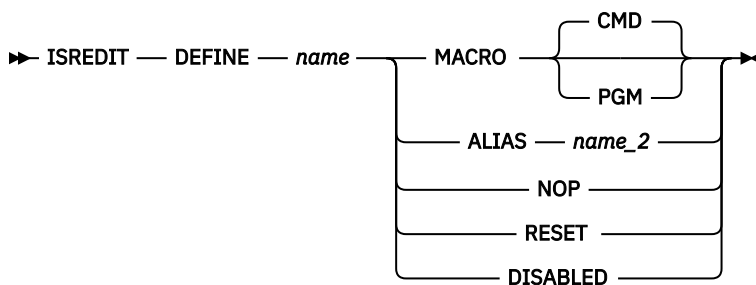 CMD
ISREDIT DEFINE name MACRO
PGM
ALIAS name_2
NOP
RESET
DISABLED